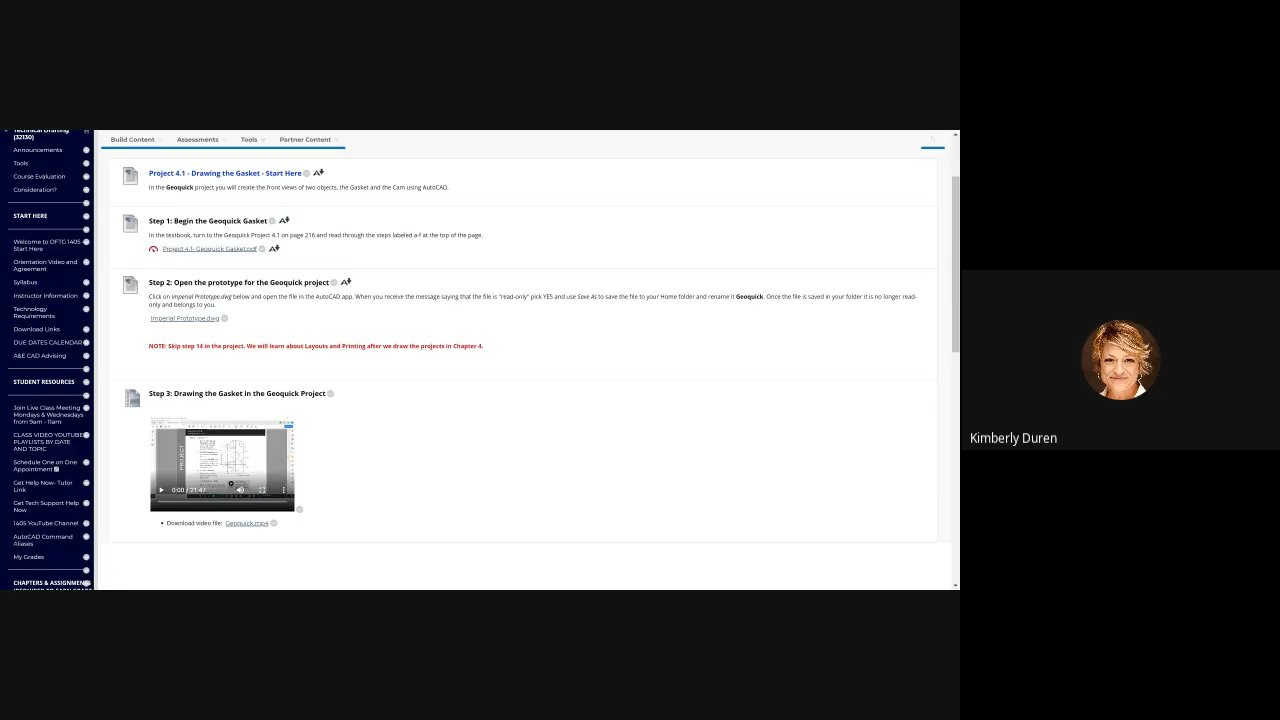 Technical Drafting
(32130)
Announcements
Tools
Course Evaluation
Consideration?
START HERE
Welcome to DFTG 1405
Start Here
Orientation Video and
Agreement
Syllabus
Instructor Information
Technology
Requirements
Download Links
DUE DATES CALENDAR
A&E CAD Advising
STUDENT RESOURCES
Join Live Class Meeting
Mondays & Wednesdays
from 9am - 11am
CLASS VIDEO YOUTUBE
PLAYLISTS BY DATE
AND TOPIC
Schedule One on One
Appointment
Get Help Now- Tutor
Link
Get Tech Support Help
Now
1405 YouTube Channel
AutoCAD Command
Aliases
My Grades
CHAPTERS & ASSIGNMENTS
Build Content
Assessments
Tools
Partner Content
Project 4.1 - Drawing the Gasket - Start Here
In the Geoquick project you will create the front views of two objects, the Gasket and the Cam using AutoCAD.
Step 1: Begin the Geoquick Gasket
In the textbook, turn to the Geoquick Project 4.1 on page 216 and read through the steps labeled a-f at the top of the page.
Project 4.1- Geoquick Gasket.pdf
Step 2: Open the prototype for the Geoquick project
Click on Imperial Prototype.dwg below and open the file in the AutoCAD app. When you receive the message saying that the file is "read-only" pick YES and use Save As to save the file to your Home folder and rename it Geoquick. Once the file is saved in your folder it is no longer read-
only and belongs to you.
Imperial Prototype.dwg
NOTE: Skip step 14 in the project. We will learn about Layouts and Printing after we draw the projects in Chapter 4.
Step 3: Drawing the Gasket in the Geoquick Project
PROJECT
0:00 / 21:47
Download video file: Geoquick.mp4
Kimberly Duren